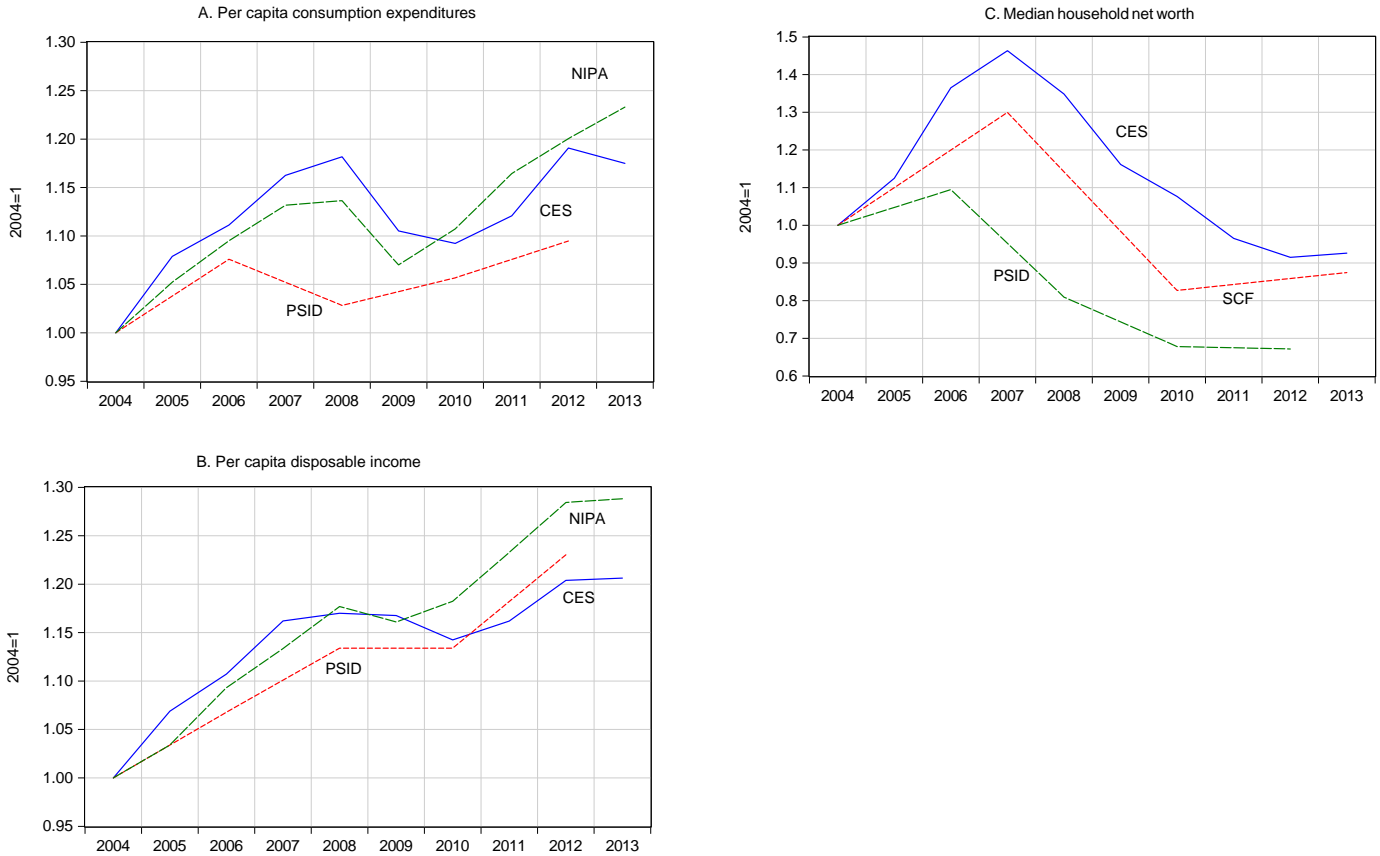 A. Per capita consumption expenditures
2004=1
1.30
1.25
1.20
1.15
1.10
1.05
1.00
0.95
NIPA
CES
PSID
2004 2005 2006 2007 2008 2009 2010 2011 2012 2013
C. Median household net worth
2004=1
1.5
1.4
1.3
1.2
1.1
1.0
0.9
0.8
0.7
0.6
CES
PSID
SCF
2004 2005 2006 2007 2008 2009 2010 2011 2012 2013
B. Per capita disposable income
2004=1
1.30
1.25
1.20
1.15
1.10
1.05
1.00
0.95
NIPA
CES
PSID
2004 2005 2006 2007 2008 2009 2010 2011 2012 2013